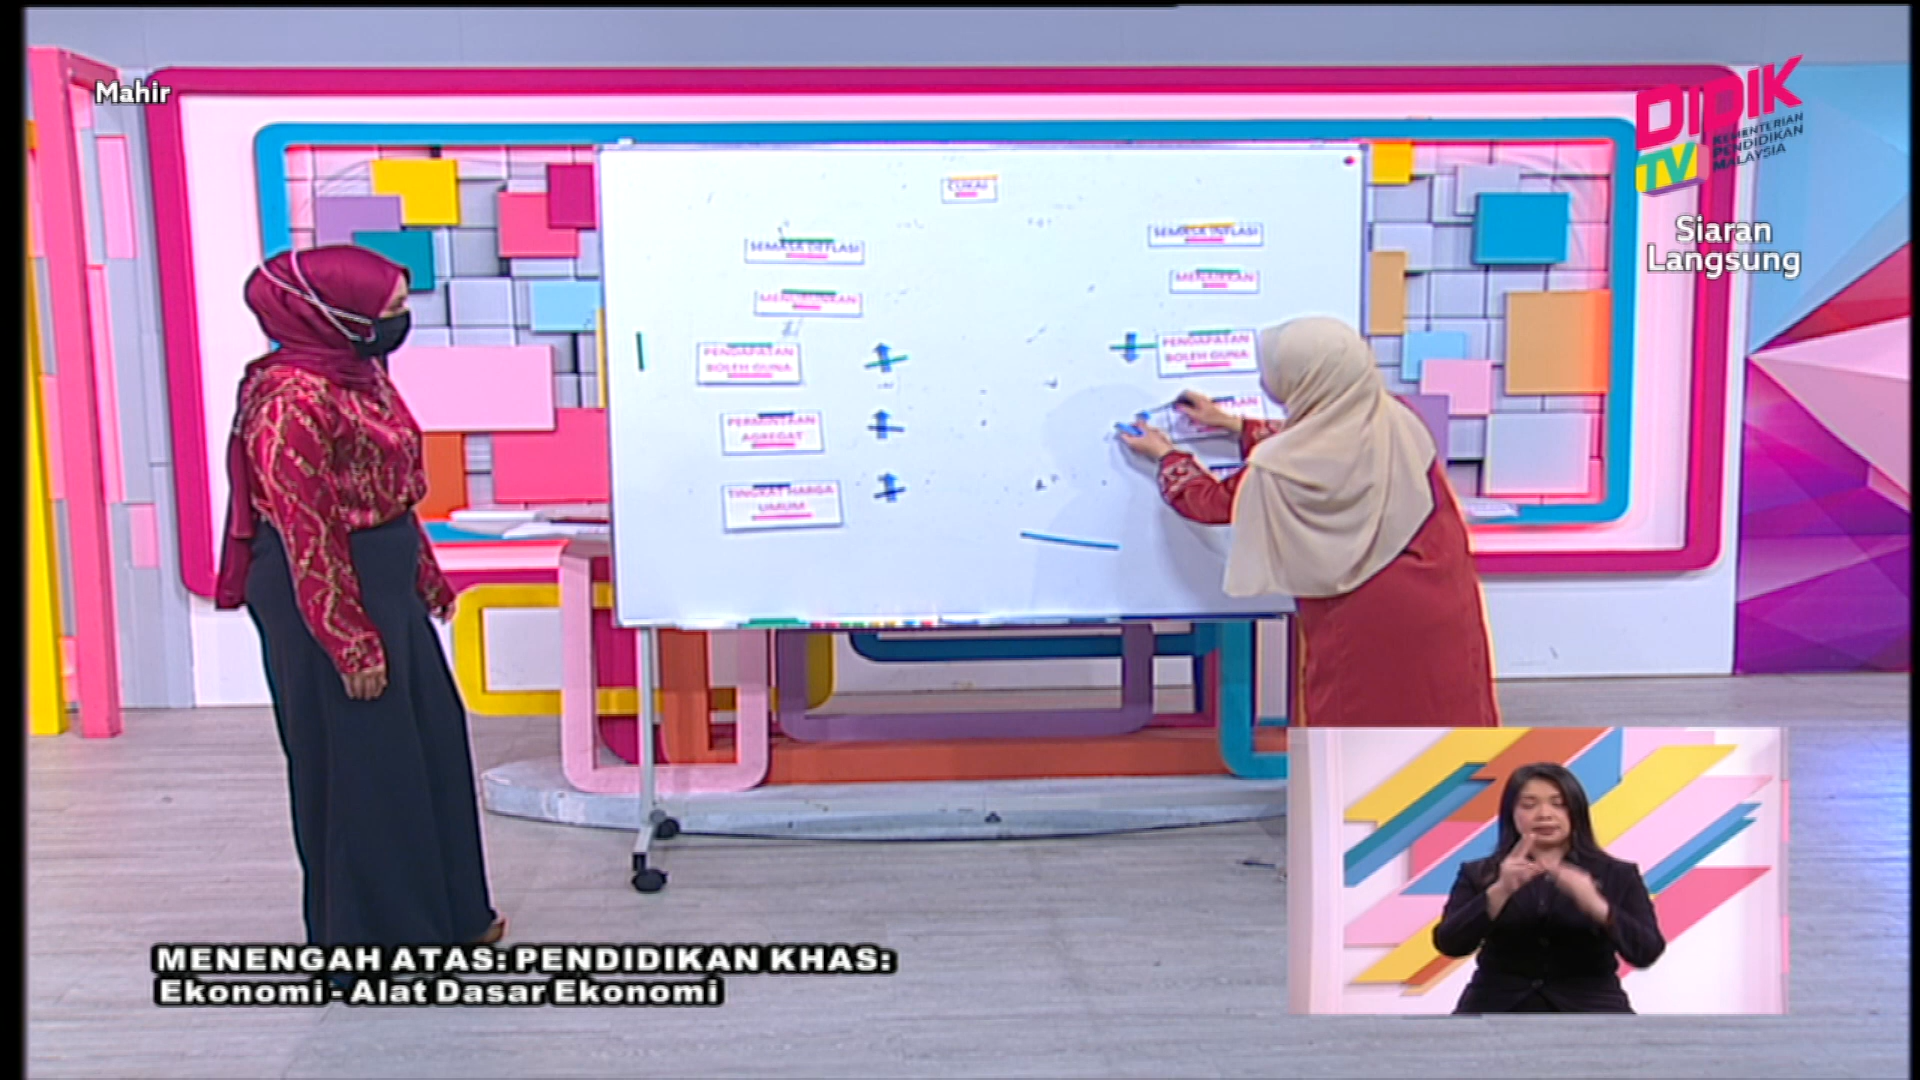 Mahir
DIDIK
TV
KEMENTERIAN
PENDIDIKAN
MALAYSIA
Siaran
Langsung
CUKAI
SEMASA DEFLASI
SEMASA INFLASI
MENURUNKAN
MENAIKKAN
PENDAPATAN
BOLEH GUNA
PENDAPATAN
BOLEH GUNA
PERMINTAAN
AGREGAT
TINGKAT HARGA
UMUM
MENENGAH ATAS: PENDIDIKAN KHAS:
Ekonomi - Alat Dasar Ekonomi